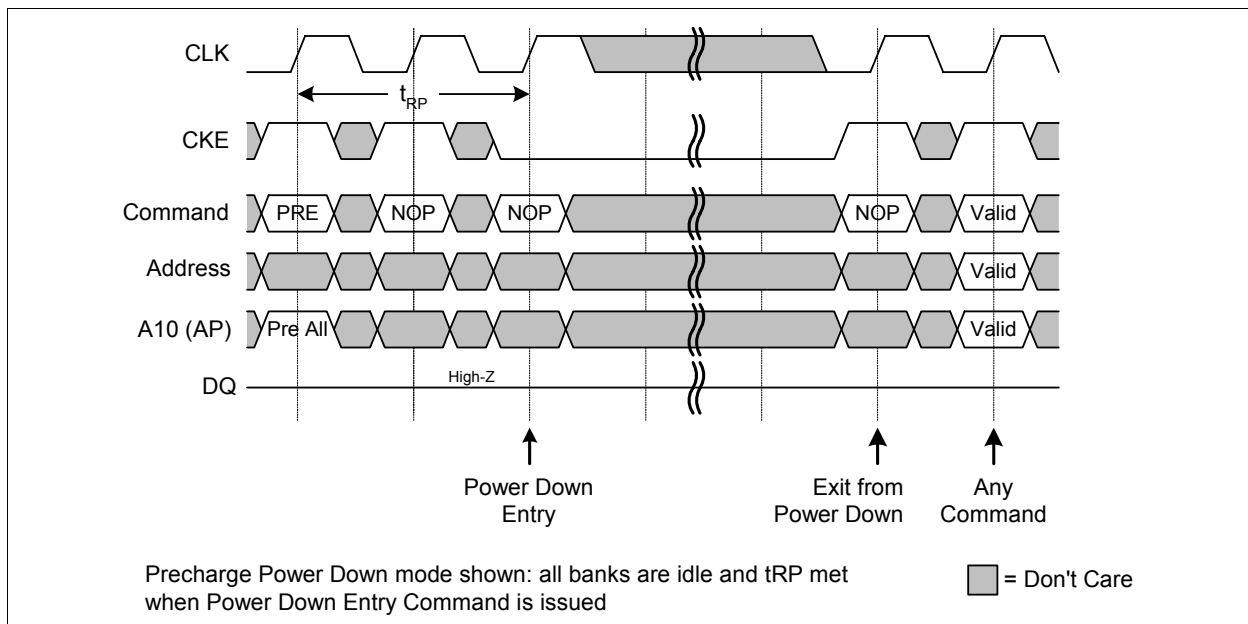 CLK
tRP
CKE
Command PRE NOP NOP NOP Valid
Address Valid
A10 (AP) Pre All Valid
High-Z
DQ
Power Down
Entry
Exit from
Power Down
Any
Command
Precharge Power Down mode shown: all banks are idle and tRP met
when Power Down Entry Command is issued
= Don't Care